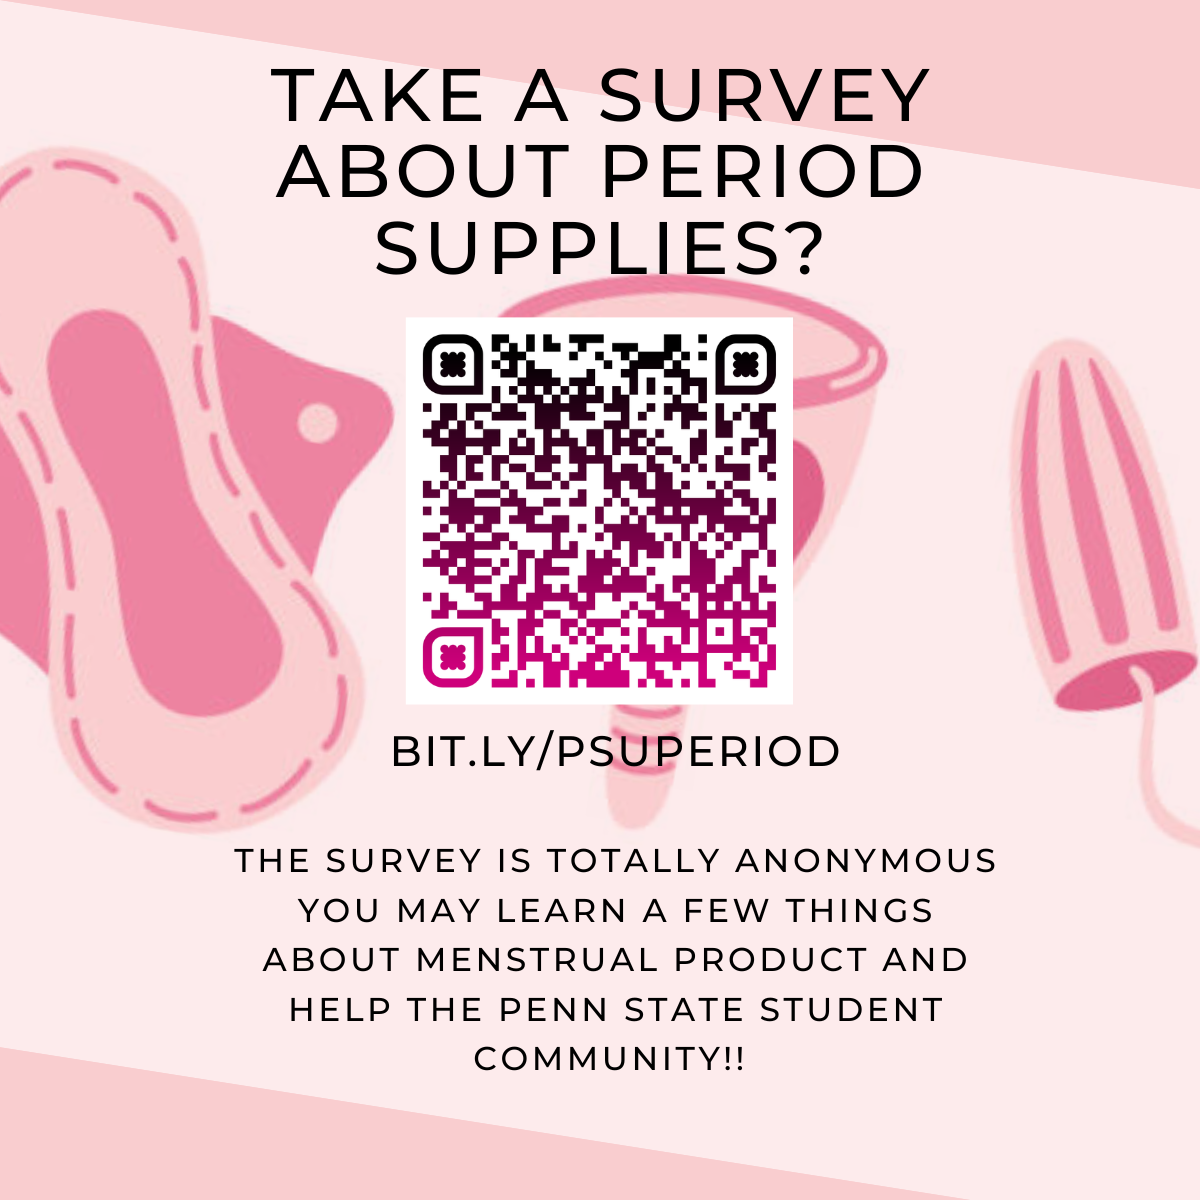 TAKE A SURVEY
ABOUT PERIOD
SUPPLIES?
BIT.LY/PSUPERIOD
THE SURVEY IS TOTALLY ANONYMOUS
YOU MAY LEARN A FEW THINGS
ABOUT MENSTRUAL PRODUCT AND
HELP THE PENN STATE STUDENT
COMMUNITY!!